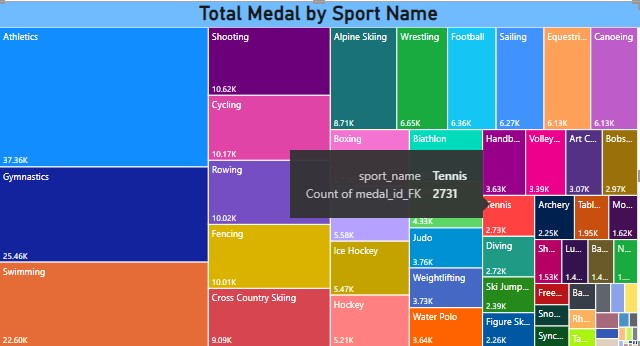 Total Medal by Sport Name
Athletics
37.36K
Gymnastics
25.46K
Swimming
22.60K
Shooting
10.62K
Cycling
10.17K
Rowing
10.02K
Fencing
10.01K
Cross Country Skiing
9.09K
Alpine Skiing
8.71K
Wrestling
6.65K
Football
6.36K
Sailing
6.27K
Equestri...
6.13K
Canoeing
6.13K
Boxing
5.58K
Ice Hockey
5.47K
Hockey
5.21K
Biathlon
4.33K
Judo
3.76K
Weightlifting
3.73K
Water Polo
3.64K
Handb...
3.63K
Volley...
3.39K
Art C...
3.07K
Bobs...
2.97K
sport_name Tennis
Count of medal_id_FK 2731
Tennis
2.73K
Diving
2.72K
Ski Jump...
2.39K
Figure Sk...
2.26K
Archery
2.25K
Tabl...
1.95K
Mo...
1.62K
Sh...
1.53K
Lu...
1.4...
Ba...
1.4...
N...
1....
Free...
Sno...
Sync...
Ba...
Rh...
Ta...